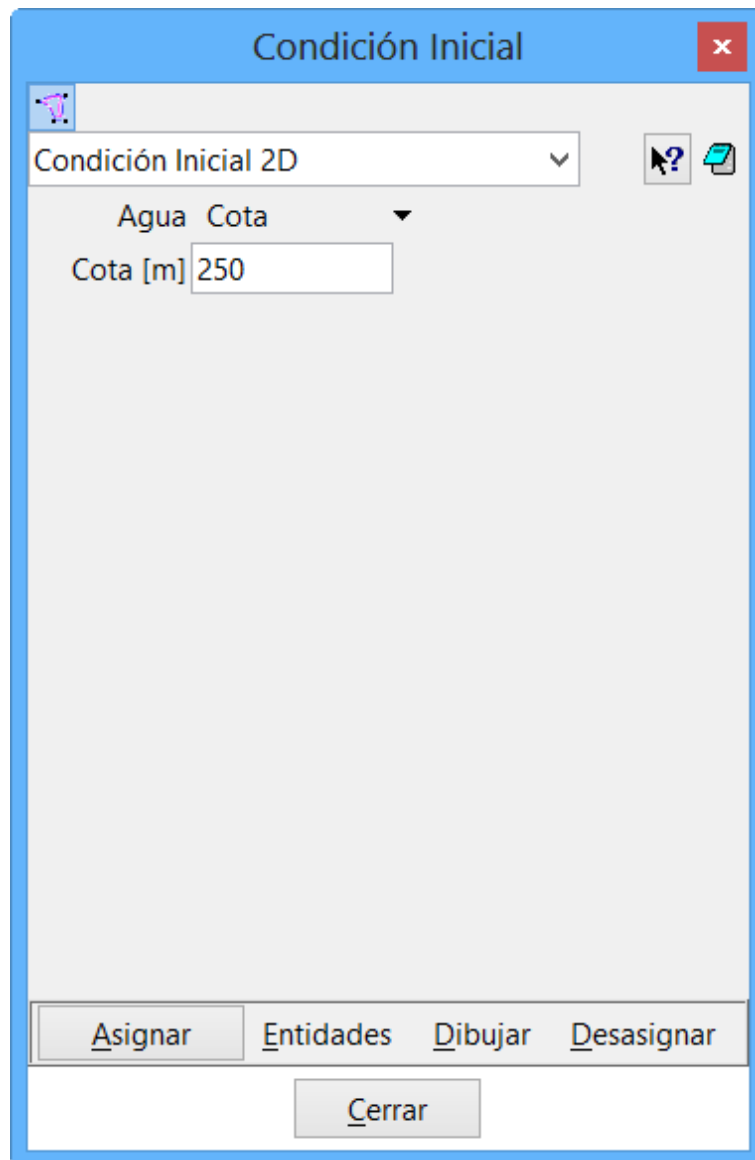 Condición Inicial
Condición Inicial 2D
Agua Cota
Cota [m] 250
Asignar Entidades Dibujar Desasignar
Cerrar